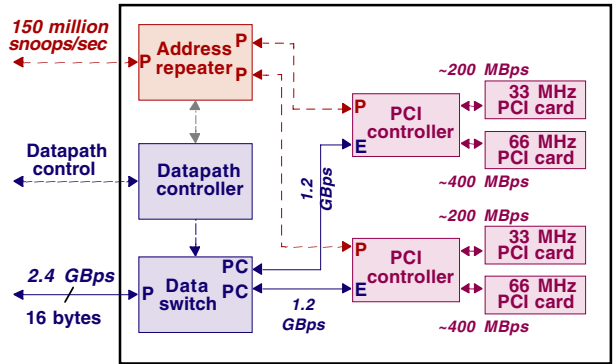 150 million
snoops/sec
P
Address
repeater
P
P
Datapath
control
Datapath
controller
2.4 GBps
16 bytes
P
Data
switch
PC
PC
1.2
GBps
1.2
GBps
P
E
PCI
controller
~200 MBps
33 MHz
PCI card
66 MHz
PCI card
~400 MBps
P
E
PCI
controller
~200 MBps
33 MHz
PCI card
66 MHz
PCI card
~400 MBps